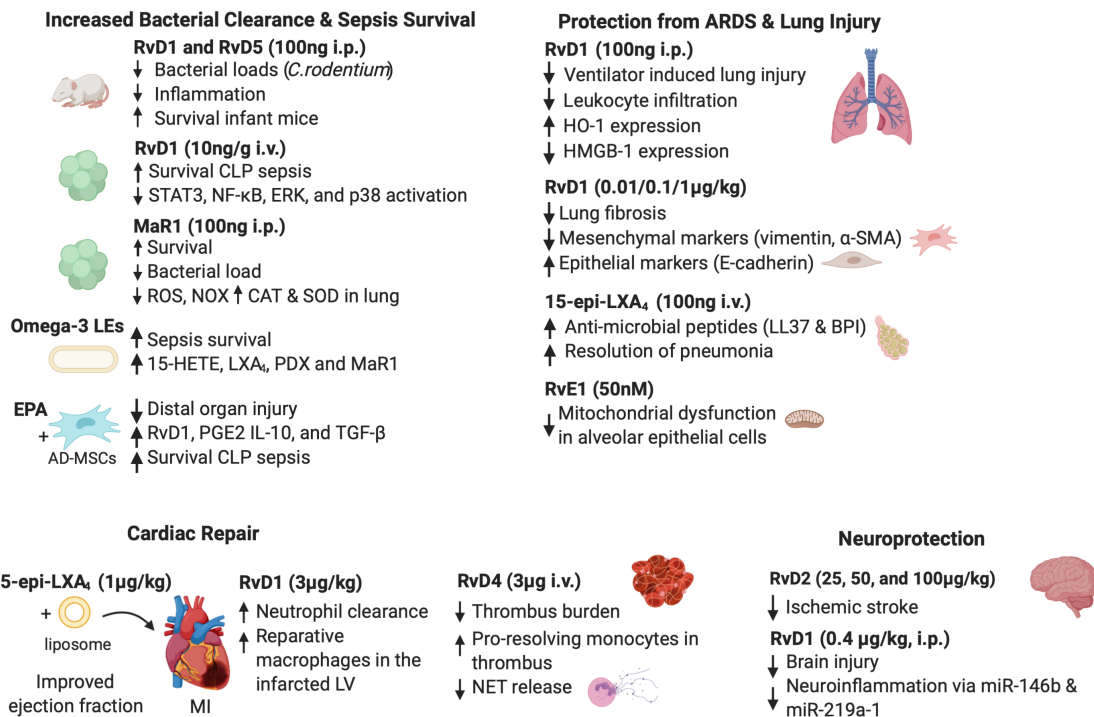 Increased Bacterial Clearance & Sepsis Survival
RvD1 and RvD5 (100ng i.p.)
↓ Bacterial loads (C.rodentium)
↓ Inflammation
↑ Survival infant mice
RvD1 (10ng/g i.v.)
↑ Survival CLP sepsis
↓ STAT3, NF-κB, ERK, and p38 activation
MaR1 (100ng i.p.)
↑ Survival
↓ Bacterial load
↓ ROS, NOX ↑ CAT & SOD in lung
Omega-3 LEs
↑ Sepsis survival
↑ 15-HETE, LXA₄, PDX and MaR1
EPA
+
AD-MSCs
↓ Distal organ injury
↑ RvD1, PGE2 IL-10, and TGF-β
↑ Survival CLP sepsis
Protection from ARDS & Lung Injury
RvD1 (100ng i.p.)
↓ Ventilator induced lung injury
↓ Leukocyte infiltration
↑ HO-1 expression
↓ HMGB-1 expression
RvD1 (0.01/0.1/1µg/kg)
↓ Lung fibrosis
↓ Mesenchymal markers (vimentin, α-SMA)
↑ Epithelial markers (E-cadherin)
15-epi-LXA₄ (100ng i.v.)
↑ Anti-microbial peptides (LL37 & BPI)
↑ Resolution of pneumonia
RvE1 (50nM)
↓ Mitochondrial dysfunction
in alveolar epithelial cells
Cardiac Repair
5-epi-LXA₄ (1µg/kg)
+
liposome
Improved
ejection fraction
MI
RvD1 (3µg/kg)
↑ Neutrophil clearance
↑ Reparative
macrophages in the
infarcted LV
RvD4 (3µg i.v.)
↓ Thrombus burden
↑ Pro-resolving monocytes in
thrombus
↓ NET release
Neuroprotection
RvD2 (25, 50, and 100µg/kg)
↓ Ischemic stroke
RvD1 (0.4 µg/kg, i.p.)
↓ Brain injury
↓ Neuroinflammation via miR-146b &
miR-219a-1